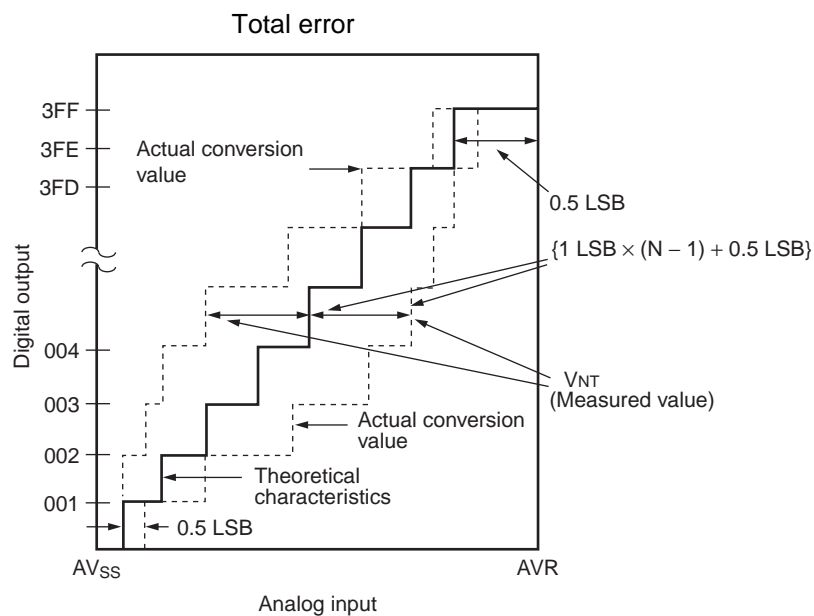 Total error
3FF
3FE
3FD
Actual conversion
value
0.5 LSB
{1 LSB × (N − 1) + 0.5 LSB}
Digital output
004
003
002
001
VNT
(Measured value)
Actual conversion
value
Theoretical
characteristics
0.5 LSB
AVSS
AVR
Analog input